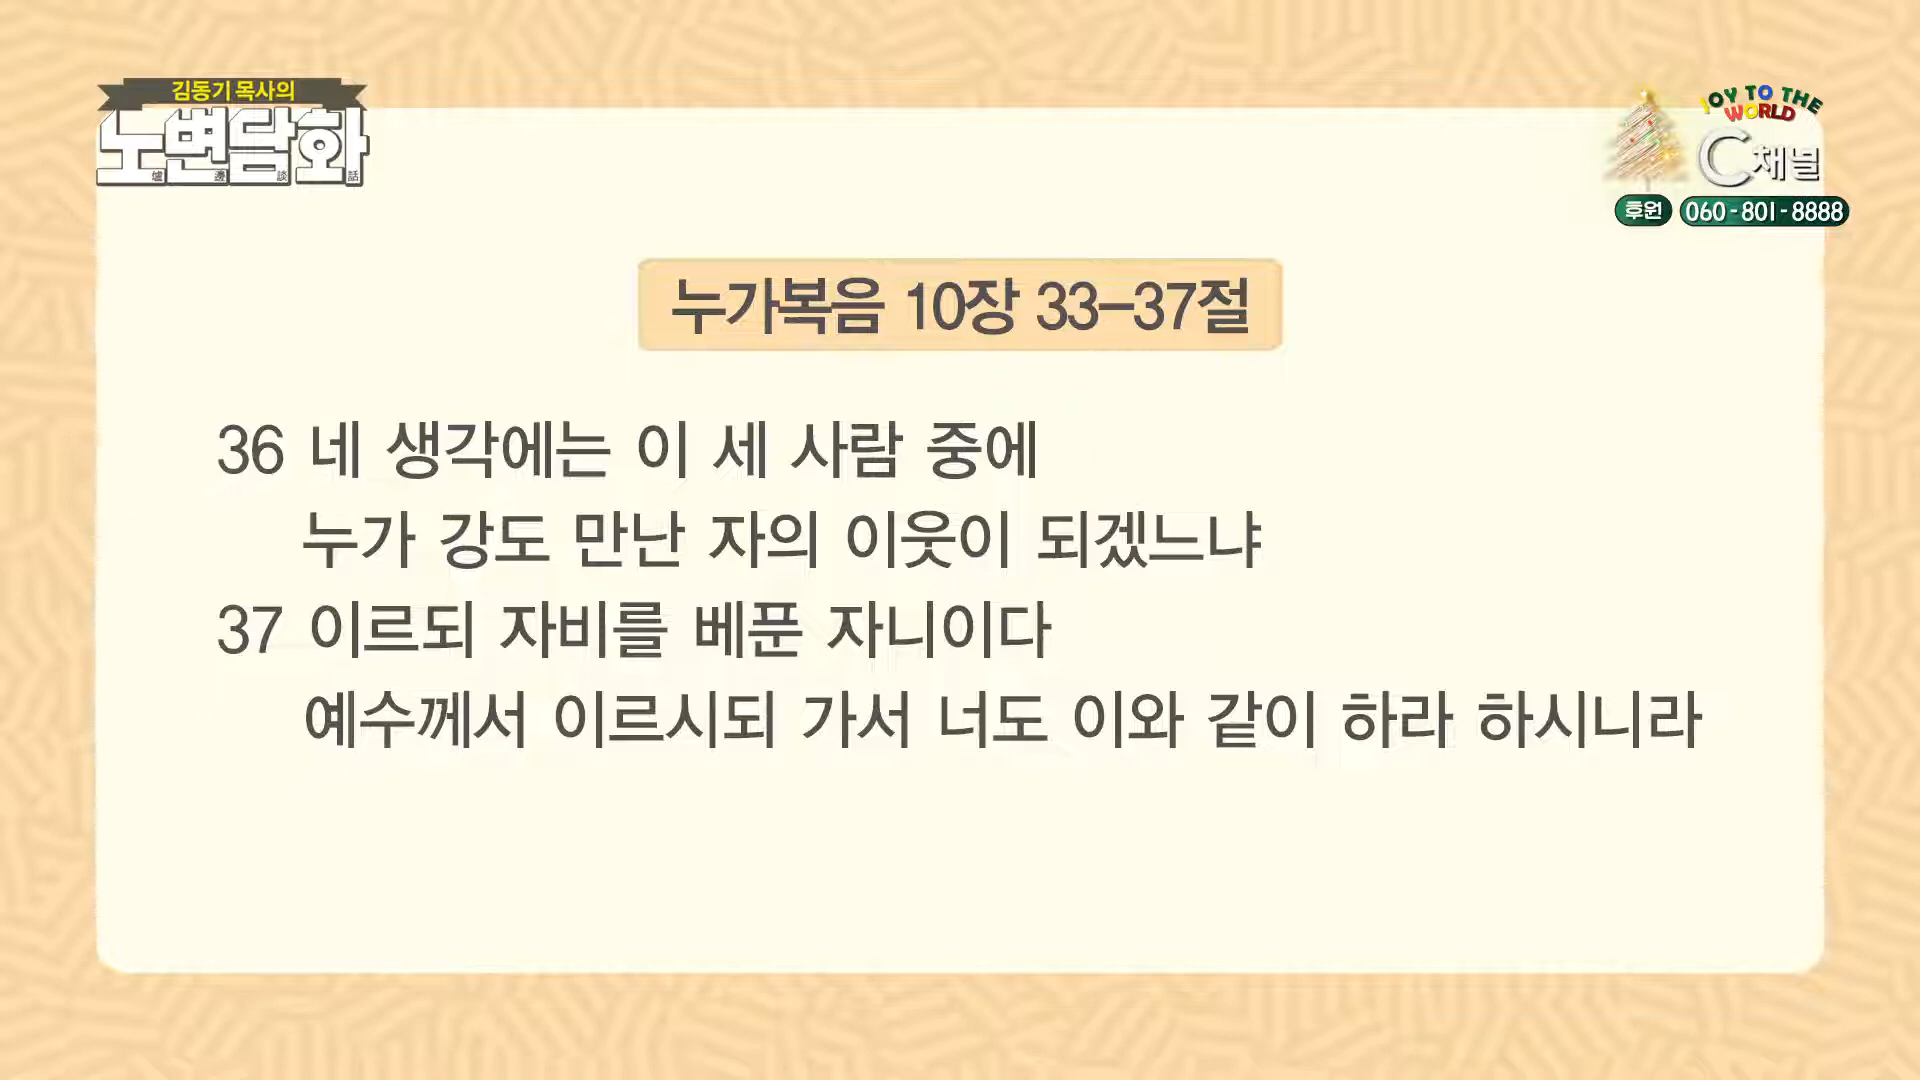 김동기 목사의
노변담화
爐邊談話
JOY TO THE
WORLD
C채널
후원 060-801-8888
누가복음 10장 33-37절
36 네 생각에는 이 세 사람 중에
누가 강도 만난 자의 이웃이 되겠느냐
37 이르되 자비를 베푼 자니이다
예수께서 이르시되 가서 너도 이와 같이 하라 하시니라